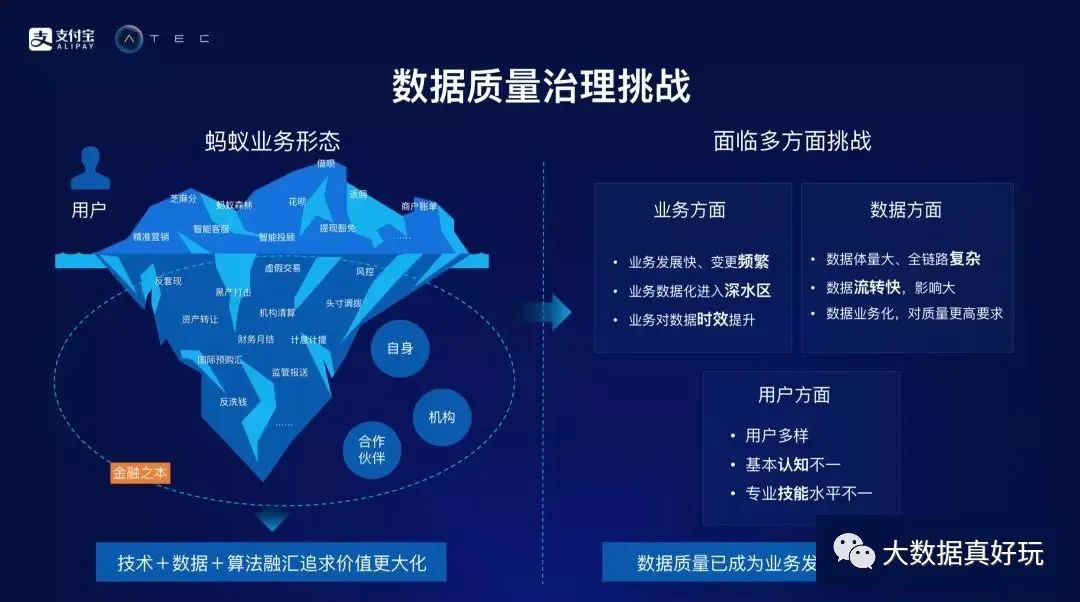 支付宝
ALIPAY
A T E C
数据质量治理挑战
蚂蚁业务形态
用户
借呗
芝麻分
蚂蚁森林
花呗
返佣
商户账单
精准营销
智能客服
智能投顾
提现豁免
……
反套现
虚假交易
风控
黑产打击
资产转让
机构清算
头寸调拨
财务月结
计息计提
国际预购汇
监管报送
反洗钱
……
自身
机构
合作
伙伴
金融之本
技术＋数据＋算法融汇追求价值更大化
面临多方面挑战
业务方面
• 业务发展快、变更频繁
• 业务数据化进入深水区
• 业务对数据时效提升
数据方面
• 数据体量大、全链路复杂
• 数据流转快，影响大
• 数据业务化，对质量更高要求
用户方面
• 用户多样
• 基本认知不一
• 专业技能水平不一
数据质量已成为业务发
大数据真好玩